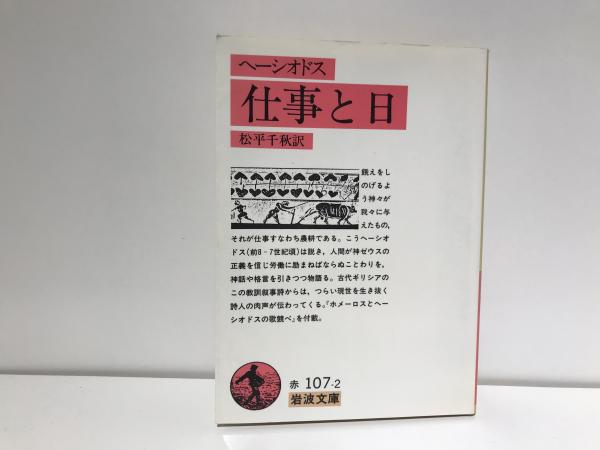 ヘーシオドス
仕事と日
松平千秋訳
餓えをし
のげるよ
う神々が
我々に与
えたもの,
それが仕事すなわち農耕である。こうヘーシオ
ドス(前8-7世紀頃)は説き,人間が神ゼウスの
正義を信じ労働に励まねばならぬことわりを,
神話や格言を引きつつ物語る。古代ギリシアの
この教訓叙事詩からは,つらい現世を生き抜く
詩人の肉声が伝わってくる。『ホメーロスとヘー
シオドスの歌競べ』を付載。
赤 107-2
岩波文庫